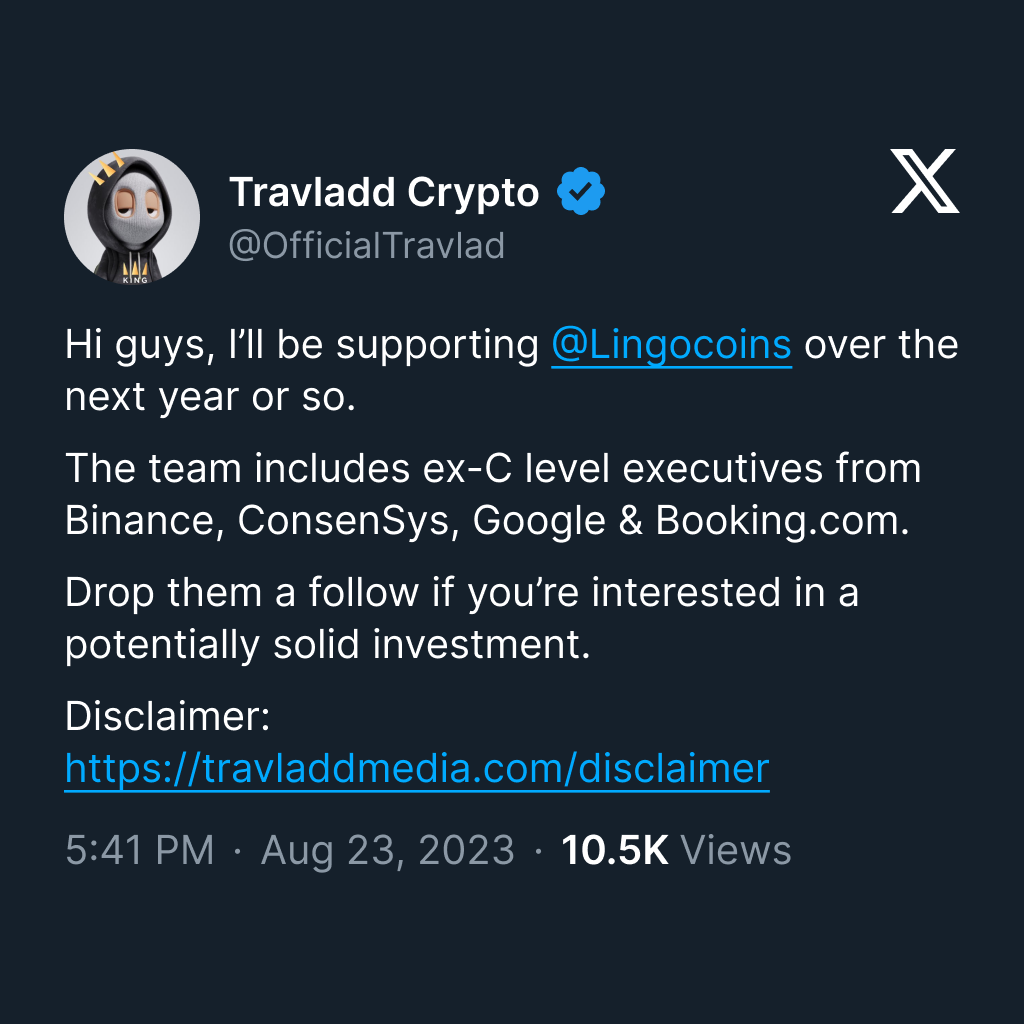 Travladd Crypto
@OfficialTravlad
Hi guys, I’ll be supporting @Lingocoins over the
next year or so.
The team includes ex-C level executives from
Binance, ConsenSys, Google & Booking.com.
Drop them a follow if you’re interested in a
potentially solid investment.
Disclaimer:
https://travladdmedia.com/disclaimer
5:41 PM · Aug 23, 2023 · 10.5K Views
KING